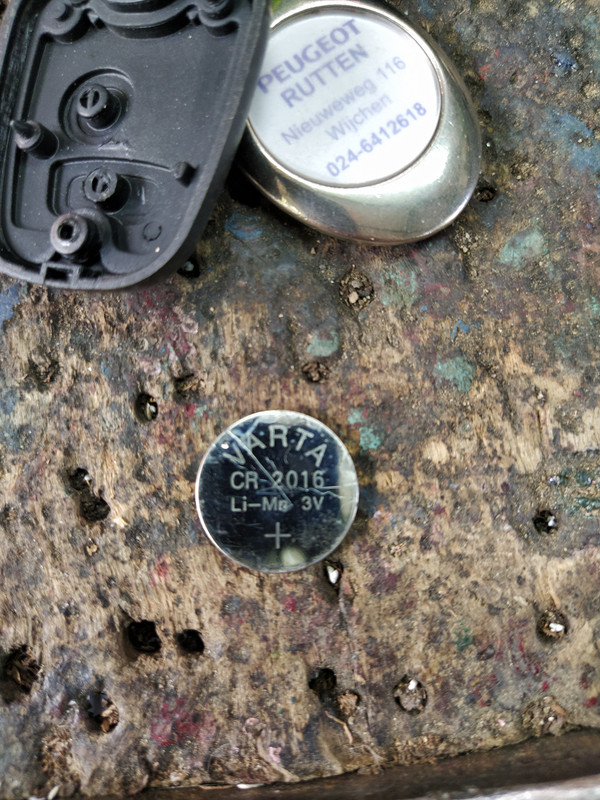 PEUGEOT
RUTTEN
Nieuweweg 116
Wijchen
024-6412618
VARTA
CR-2016
Li-Mn 3V
+